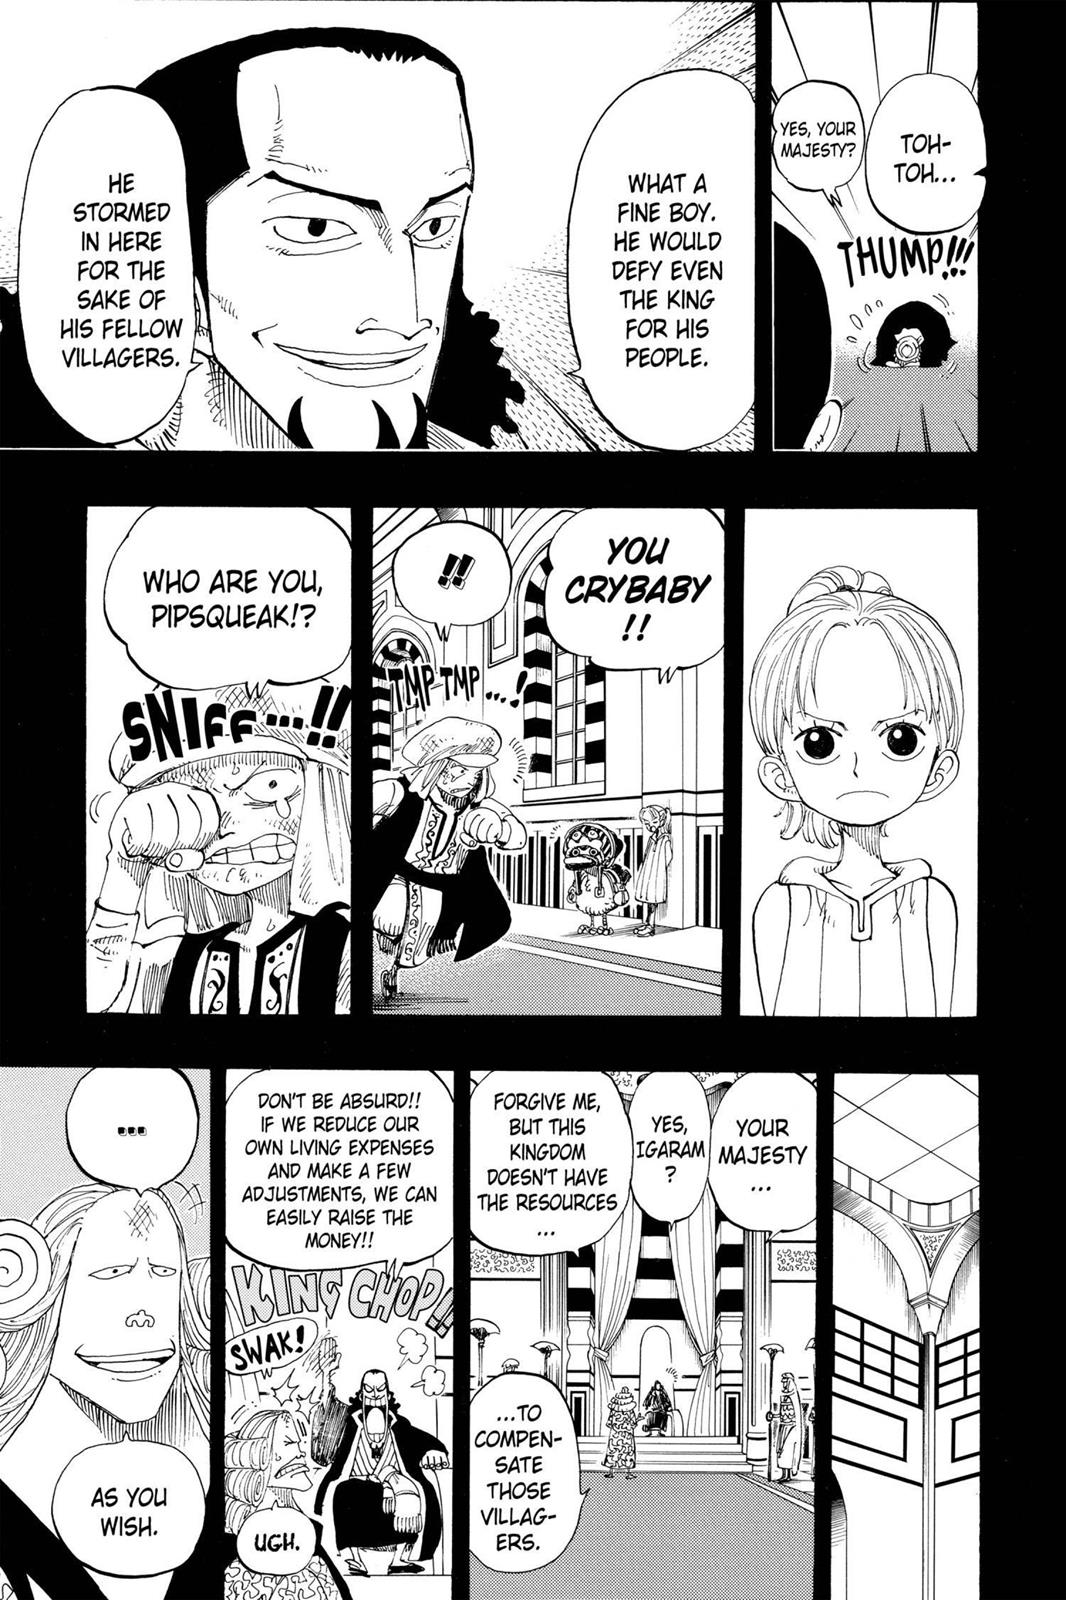 TOH-
TOH...
YES, YOUR
MAJESTY?
THUMP!!!
WHAT A
FINE BOY.
HE WOULD
DEFY EVEN
THE KING
FOR HIS
PEOPLE.
HE
STORMED
IN HERE
FOR THE
SAKE OF
HIS FELLOW
VILLAGERS.
YOU
CRYBABY
!!
!!
TMP TMP...!
WHO ARE YOU,
PIPSQUEAK!?
SNIFF...!!
YOUR
MAJESTY
...
YES,
IGARAM
?
FORGIVE ME,
BUT THIS
KINGDOM
DOESN'T HAVE
THE RESOURCES
...
...TO
COMPEN-
SATE
THOSE
VILLAG-
ERS.
DON'T BE ABSURD!!
IF WE REDUCE OUR
OWN LIVING EXPENSES
AND MAKE A FEW
ADJUSTMENTS, WE CAN
EASILY RAISE THE
MONEY!!
KING CHOP!!
SWAK!
UGH.
...
AS YOU
WISH.